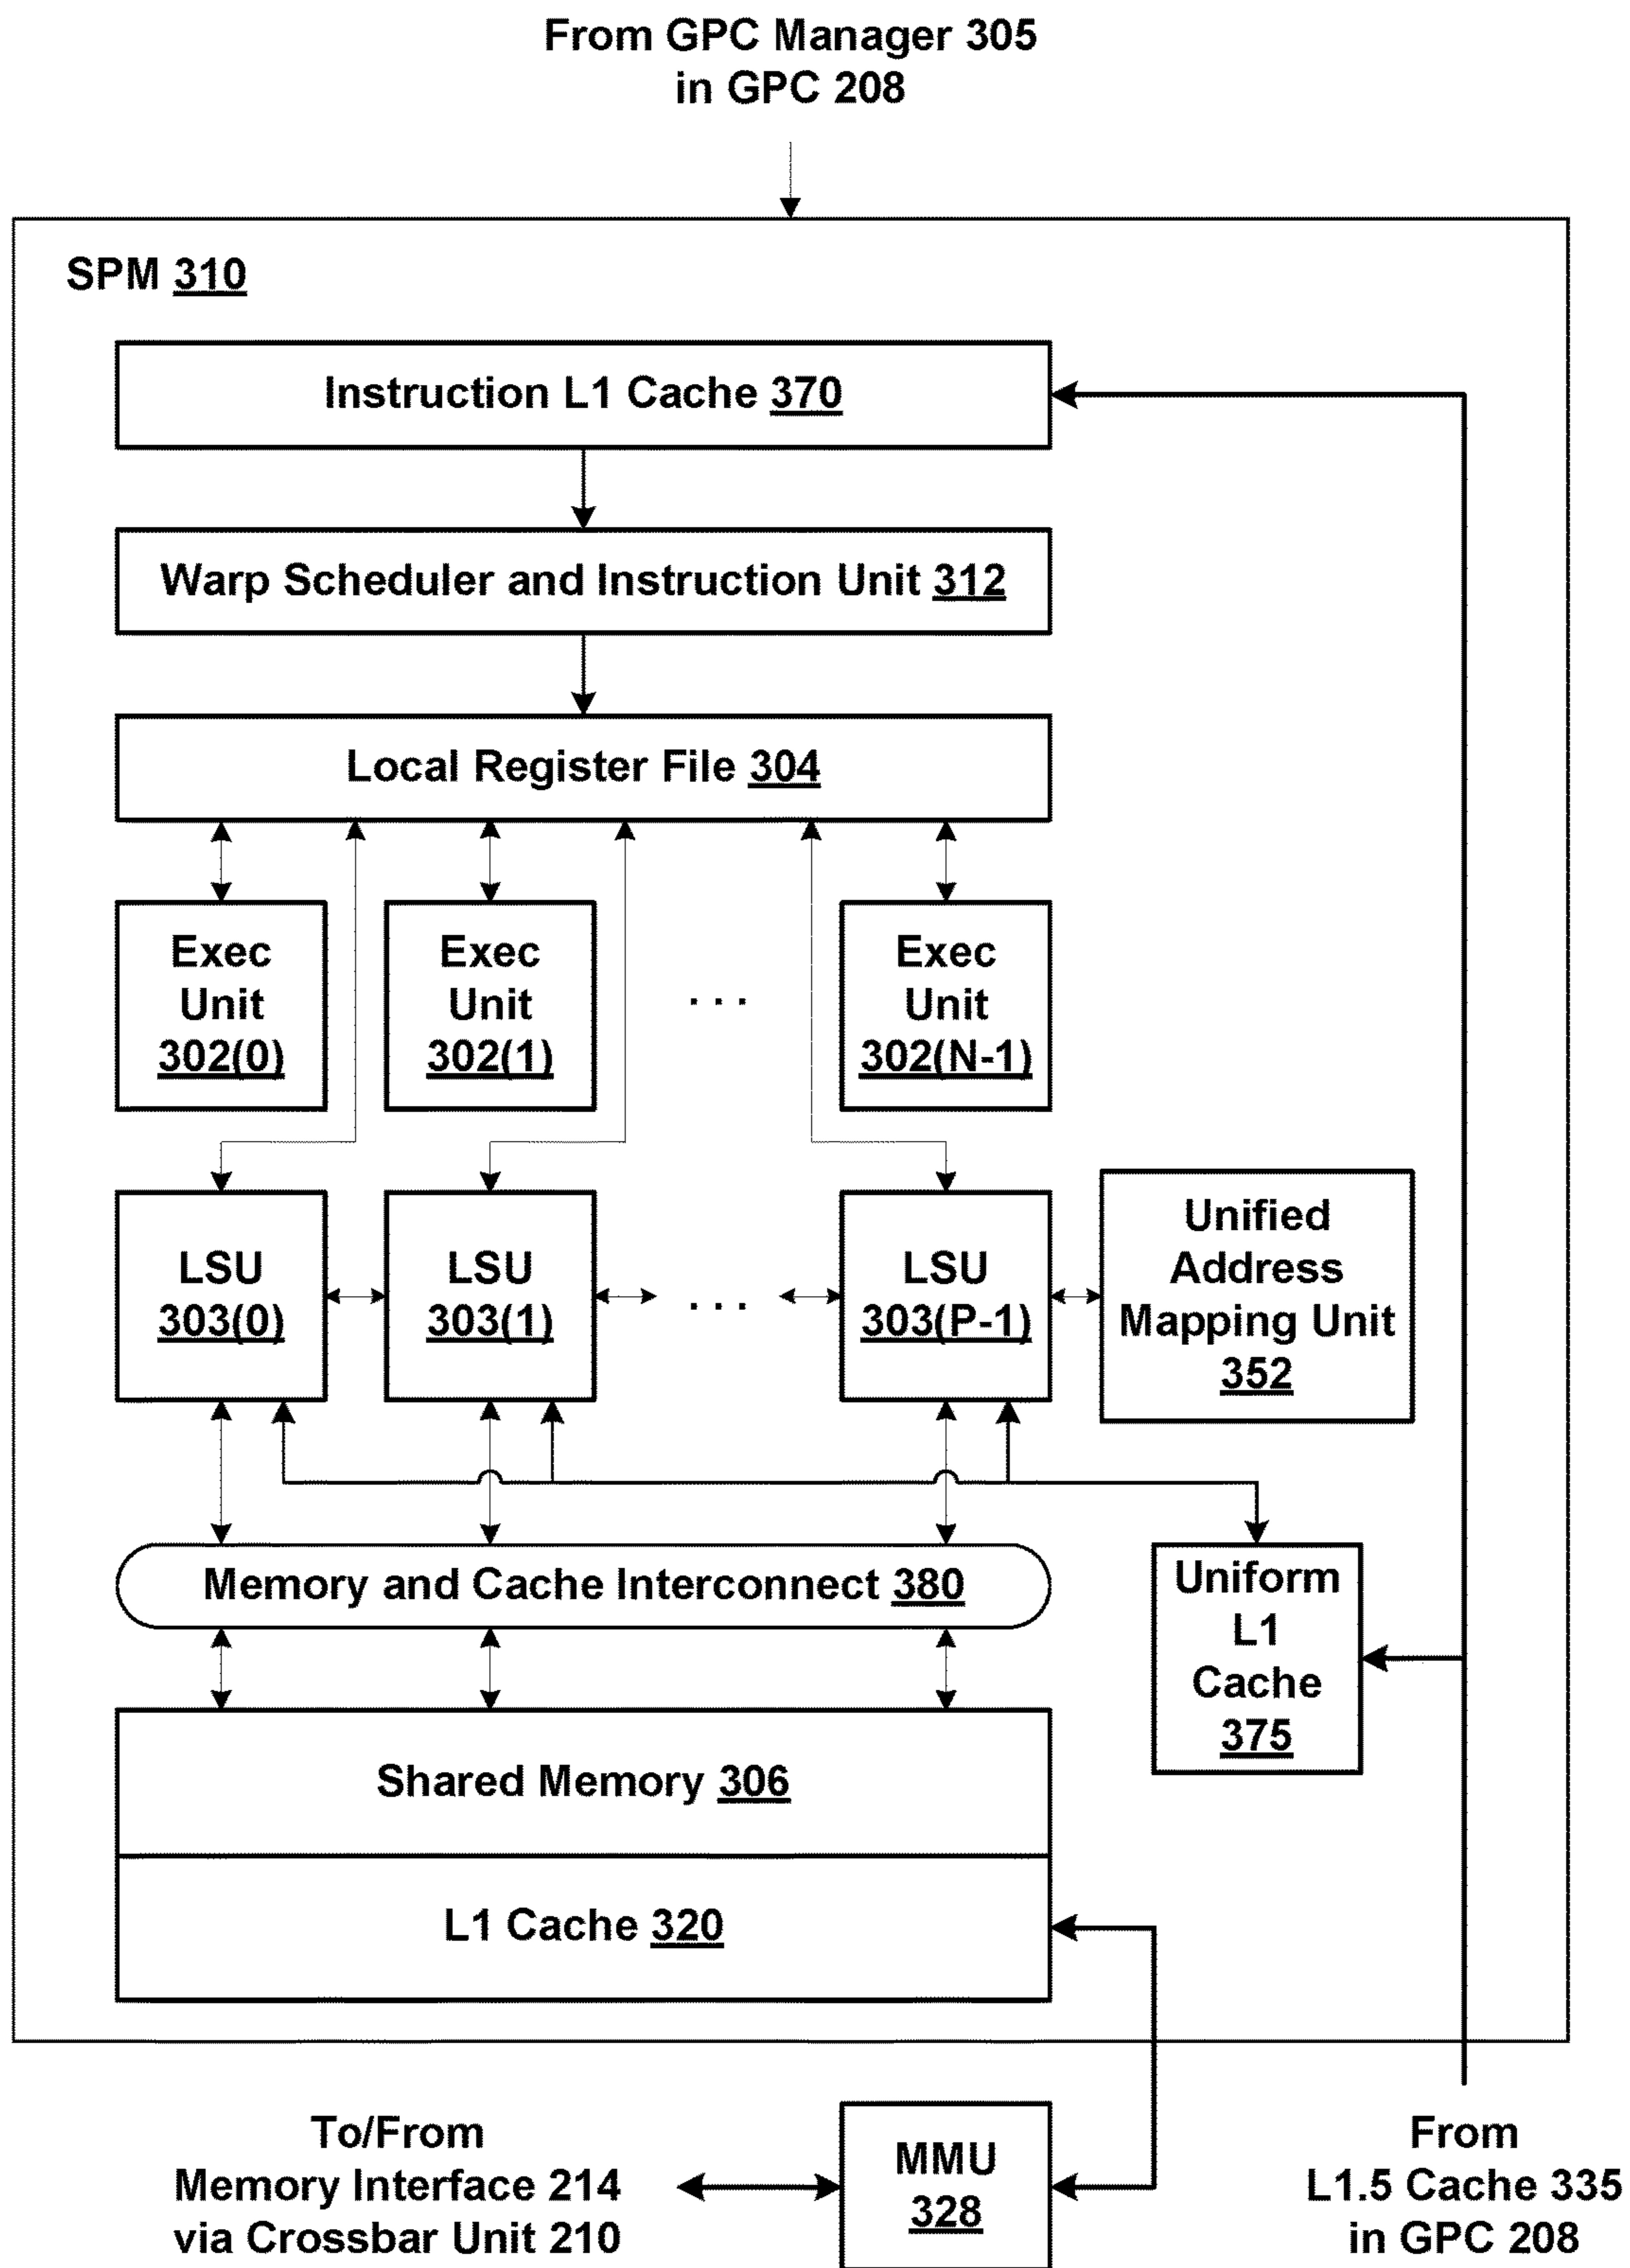 From GPC Manager 305
in GPC 208
SPM 310
Instruction L1 Cache 370
Warp Scheduler and Instruction Unit 312
Local Register File 304
Exec
Unit
302(0)
Exec
Unit
302(1)
. . .
Exec
Unit
302(N-1)
LSU
303(0)
LSU
303(1)
. . .
LSU
303(P-1)
Unified
Address
Mapping Unit
352
Memory and Cache Interconnect 380
Uniform
L1
Cache
375
Shared Memory 306
L1 Cache 320
To/From
Memory Interface 214
via Crossbar Unit 210
MMU
328
From
L1.5 Cache 335
in GPC 208